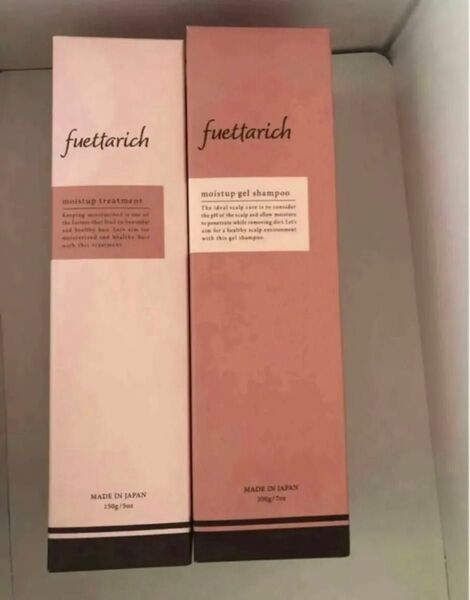 fuettarich
moistup treatment
Keeping moisturized is one of
the factors that lead to beautiful
and healthy hair. Let's aim for
moisturized and healthy hair
with this treatment.
MADE IN JAPAN
150g/5oz
fuettarich
moistup gel shampoo
The ideal scalp care is to consider
the pH of the scalp and allow moisture
to penetrate while removing dirt. Let's
aim for a healthy scalp environment
with this gel shampoo.
MADE IN JAPAN
200g/7oz